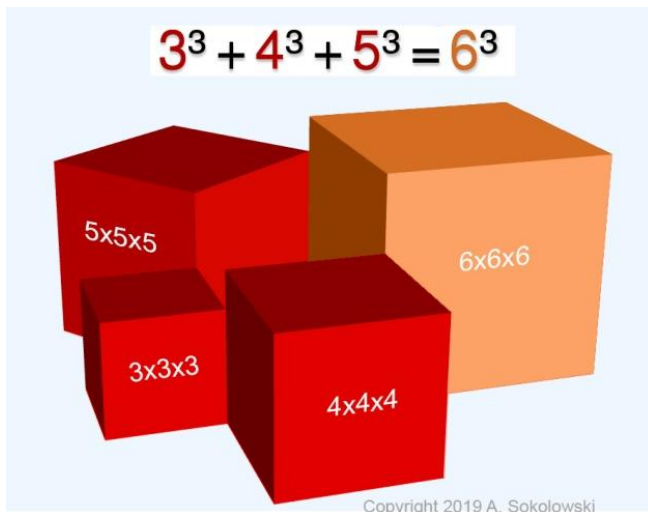 3³ + 4³ + 5³ = 6³
5x5x5
6x6x6
3x3x3
4x4x4
Copyright 2019 A. Sokolowski